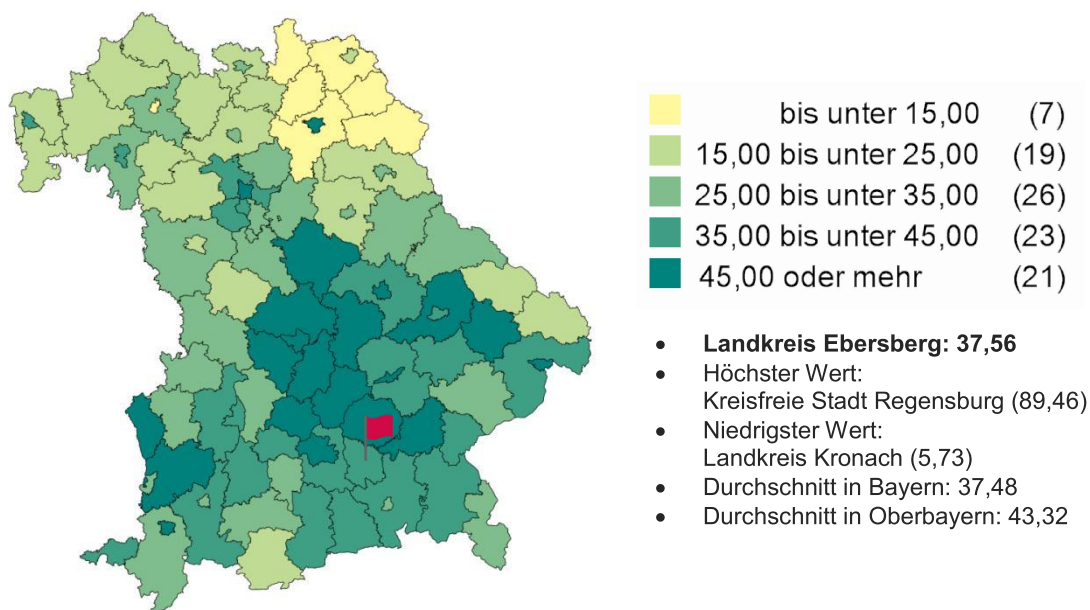 bis unter 15,00 (7)
15,00 bis unter 25,00 (19)
25,00 bis unter 35,00 (26)
35,00 bis unter 45,00 (23)
45,00 oder mehr (21)
• Landkreis Ebersberg: 37,56
• Höchster Wert:
Kreisfreie Stadt Regensburg (89,46)
• Niedrigster Wert:
Landkreis Kronach (5,73)
• Durchschnitt in Bayern: 37,48
• Durchschnitt in Oberbayern: 43,32